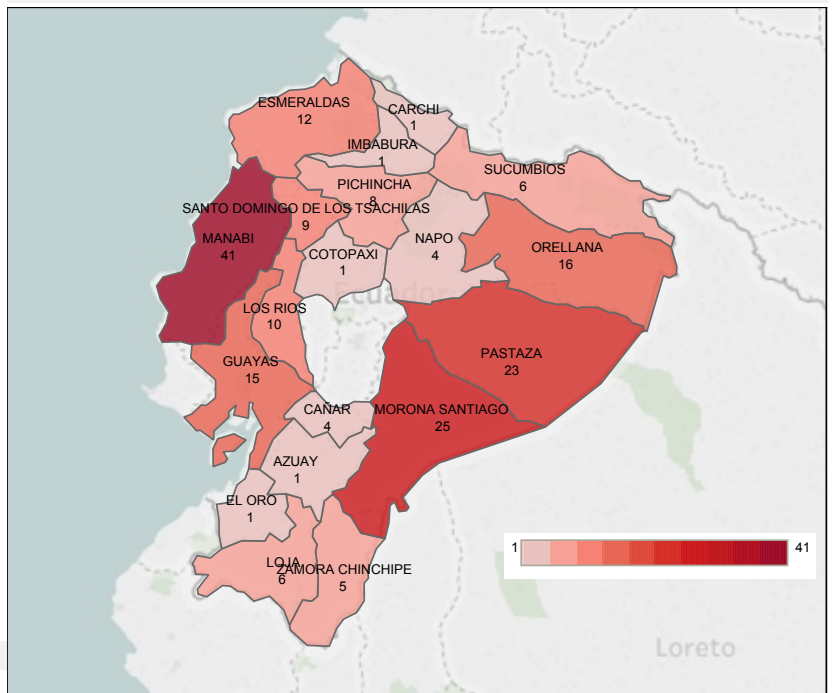 ESMERALDAS
12
CARCHI
1
IMBABURA
1
SUCUMBIOS
6
PICHINCHA
8
SANTO DOMINGO DE LOS TSACHILAS
9
MANABI
41
NAPO
4
ORELLANA
16
COTOPAXI
1
Ecuador
LOS RIOS
10
PASTAZA
23
GUAYAS
15
CAÑAR
4
MORONA SANTIAGO
25
AZUAY
1
EL ORO
1
1
41
LOJA
6
ZAMORA CHINCHIPE
5
Loreto